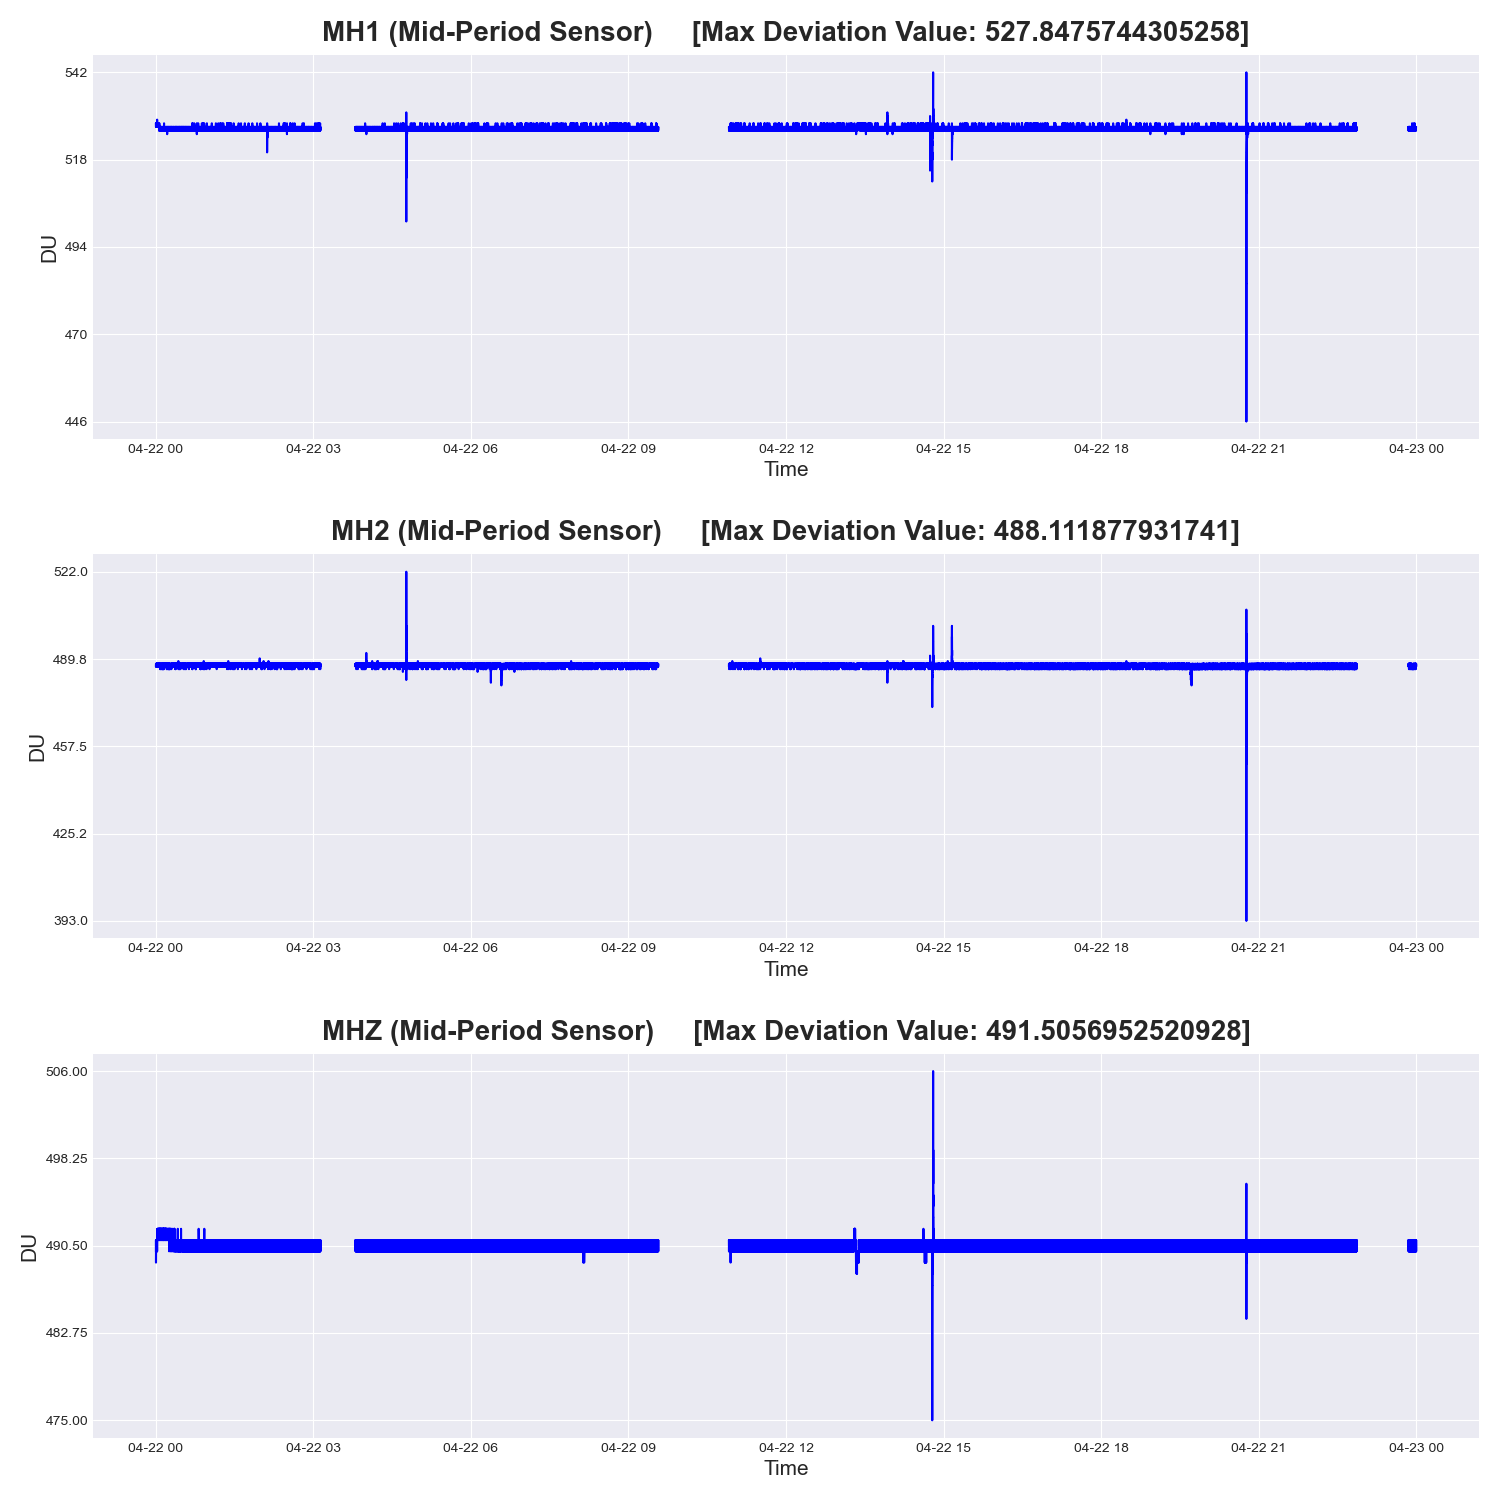 MH1 (Mid-Period Sensor)     [Max Deviation Value: 527.8475744305258]
542
518
494
470
446
DU
04-22 00 04-22 03 04-22 06 04-22 09 04-22 12 04-22 15 04-22 18 04-22 21 04-23 00
Time
MH2 (Mid-Period Sensor)     [Max Deviation Value: 488.111877931741]
522.0
489.8
457.5
425.2
393.0
DU
04-22 00 04-22 03 04-22 06 04-22 09 04-22 12 04-22 15 04-22 18 04-22 21 04-23 00
Time
MHZ (Mid-Period Sensor)     [Max Deviation Value: 491.5056952520928]
506.00
498.25
490.50
482.75
475.00
DU
04-22 00 04-22 03 04-22 06 04-22 09 04-22 12 04-22 15 04-22 18 04-22 21 04-23 00
Time